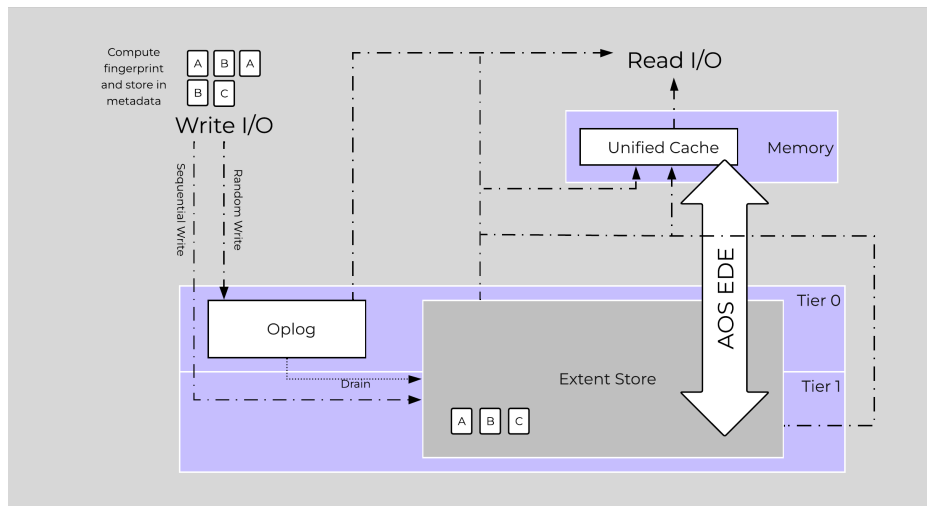 Compute
fingerprint
and store in
metadata
A B A
B C
Write I/O
Read I/O
Unified Cache
Memory
Sequential Write
Random Write
AOS EDE
Tier 0
Oplog
Extent Store
Drain
Tier 1
A B C